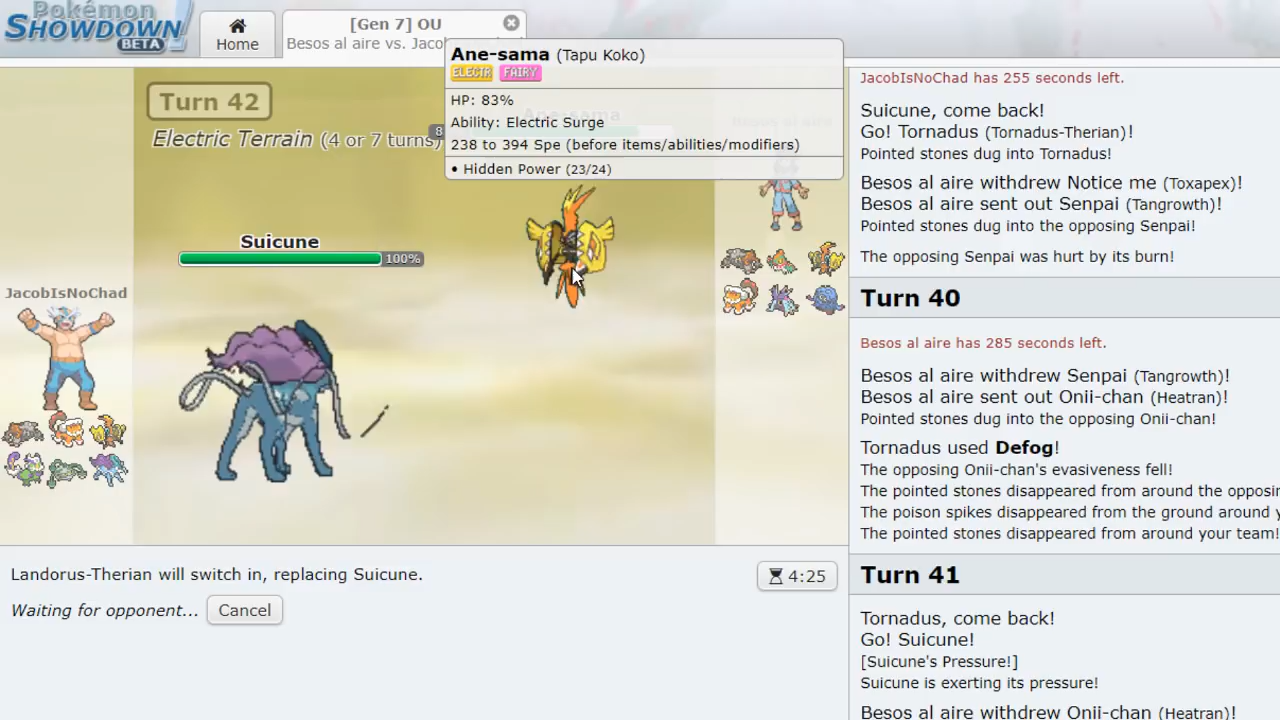 Pokémon
SHOWDOWN
BETA
Home
[Gen 7] OU
Besos al aire vs. Jacob
Ane-sama (Tapu Koko)
ELECTR FAIRY
HP: 83%
Ability: Electric Surge
238 to 394 Spe (before items/abilities/modifiers)
• Hidden Power (23/24)
Turn 42
Electric Terrain (4 or 7 turns)
Suicune
100%
JacobIsNoChad
Landorus-Therian will switch in, replacing Suicune.
4:25
Waiting for opponent... Cancel
JacobIsNoChad has 255 seconds left.
Suicune, come back!
Go! Tornadus (Tornadus-Therian)!
Pointed stones dug into Tornadus!
Besos al aire withdrew Notice me (Toxapex)!
Besos al aire sent out Senpai (Tangrowth)!
Pointed stones dug into the opposing Senpai!
The opposing Senpai was hurt by its burn!
Turn 40
Besos al aire has 285 seconds left.
Besos al aire withdrew Senpai (Tangrowth)!
Besos al aire sent out Onii-chan (Heatran)!
Pointed stones dug into the opposing Onii-chan!
Tornadus used Defog!
The opposing Onii-chan's evasiveness fell!
The pointed stones disappeared from around the opposin
The poison spikes disappeared from the ground around y
The pointed stones disappeared from around your team!
Turn 41
Tornadus, come back!
Go! Suicune!
[Suicune's Pressure!]
Suicune is exerting its pressure!
Besos al aire withdrew Onii-chan (Heatran)!